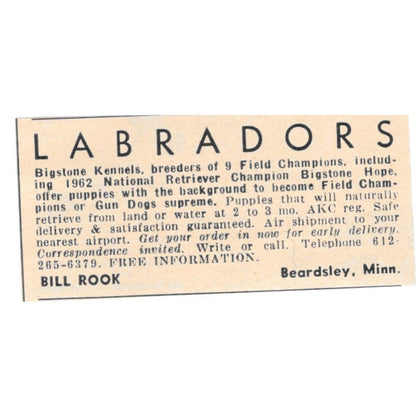 LABRADORS
Bigstone Kennels, breeders of 9 Field Champions, includ-
ing 1962 National Retriever Champion Bigstone Hope,
offer puppies with the background to become Field Cham-
pions or Gun Dogs supreme. Puppies that will naturally
retrieve from land or water at 2 to 3 mo. AKC reg. Safe
delivery & satisfaction guaranteed. Air shipment to your
nearest airport. Get your order in now for early delivery.
Correspondence invited. Write or call. Telephone 612-
265-6379. FREE INFORMATION.
BILL ROOK Beardsley, Minn.